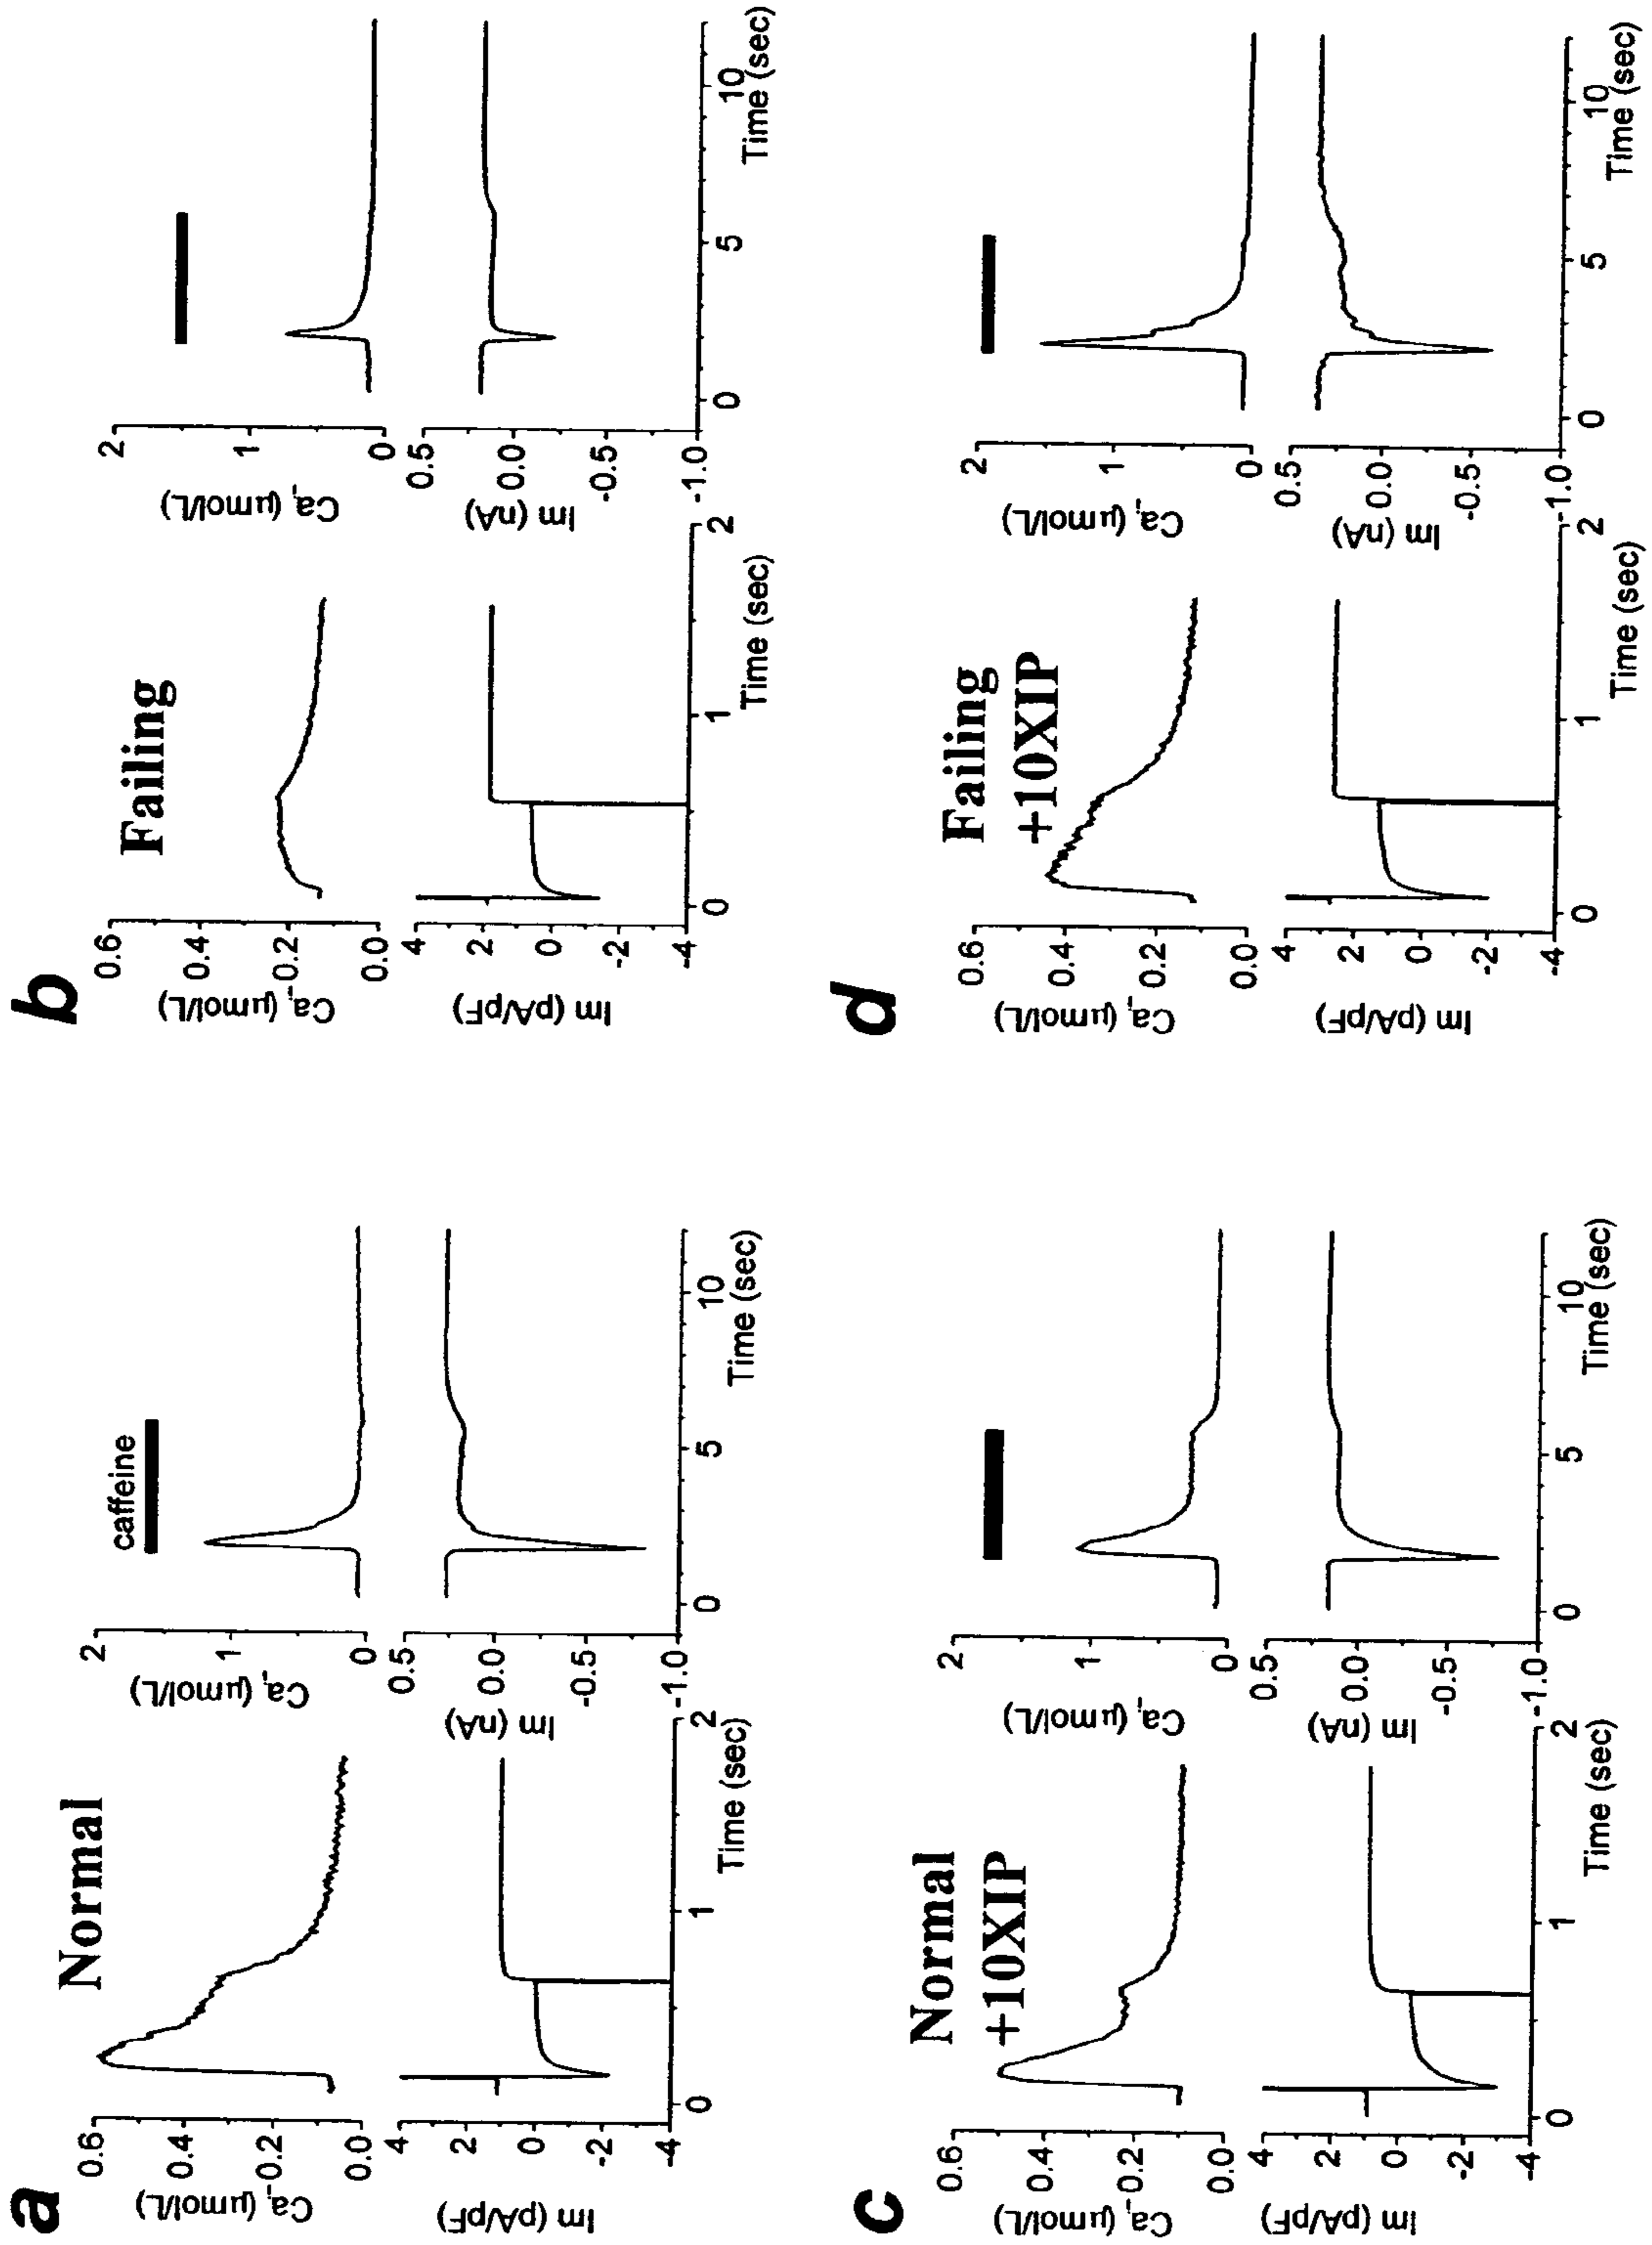 a
Normal
0.6
0.4
0.2
0.0
Ca, (μmol/L)
4
2
0
-2
-4
Im (pA/pF)
0
1
2
Time (sec)
caffeine
2
1
0
Ca, (μmol/L)
0.5
0.0
-0.5
-1.0
Im (nA)
0
5
10
Time (sec)
b
Failing
0.6
0.4
0.2
0.0
Ca, (μmol/L)
4
2
0
-2
-4
Im (pA/pF)
0
1
2
Time (sec)
2
1
0
Ca, (μmol/L)
0.5
0.0
-0.5
-1.0
Im (nA)
0
5
10
Time (sec)
c
Normal
+10XIP
0.6
0.4
0.2
0.0
Ca, (μmol/L)
4
2
0
-2
-4
Im (pA/pF)
0
1
2
Time (sec)
2
1
0
Ca, (μmol/L)
0.5
0.0
-0.5
-1.0
Im (nA)
0
5
10
Time (sec)
d
Failing
+10XIP
0.6
0.4
0.2
0.0
Ca, (μmol/L)
4
2
0
-2
-4
Im (pA/pF)
0
1
2
Time (sec)
2
1
0
Ca, (μmol/L)
0.5
0.0
-0.5
-1.0
Im (nA)
0
5
10
Time (sec)